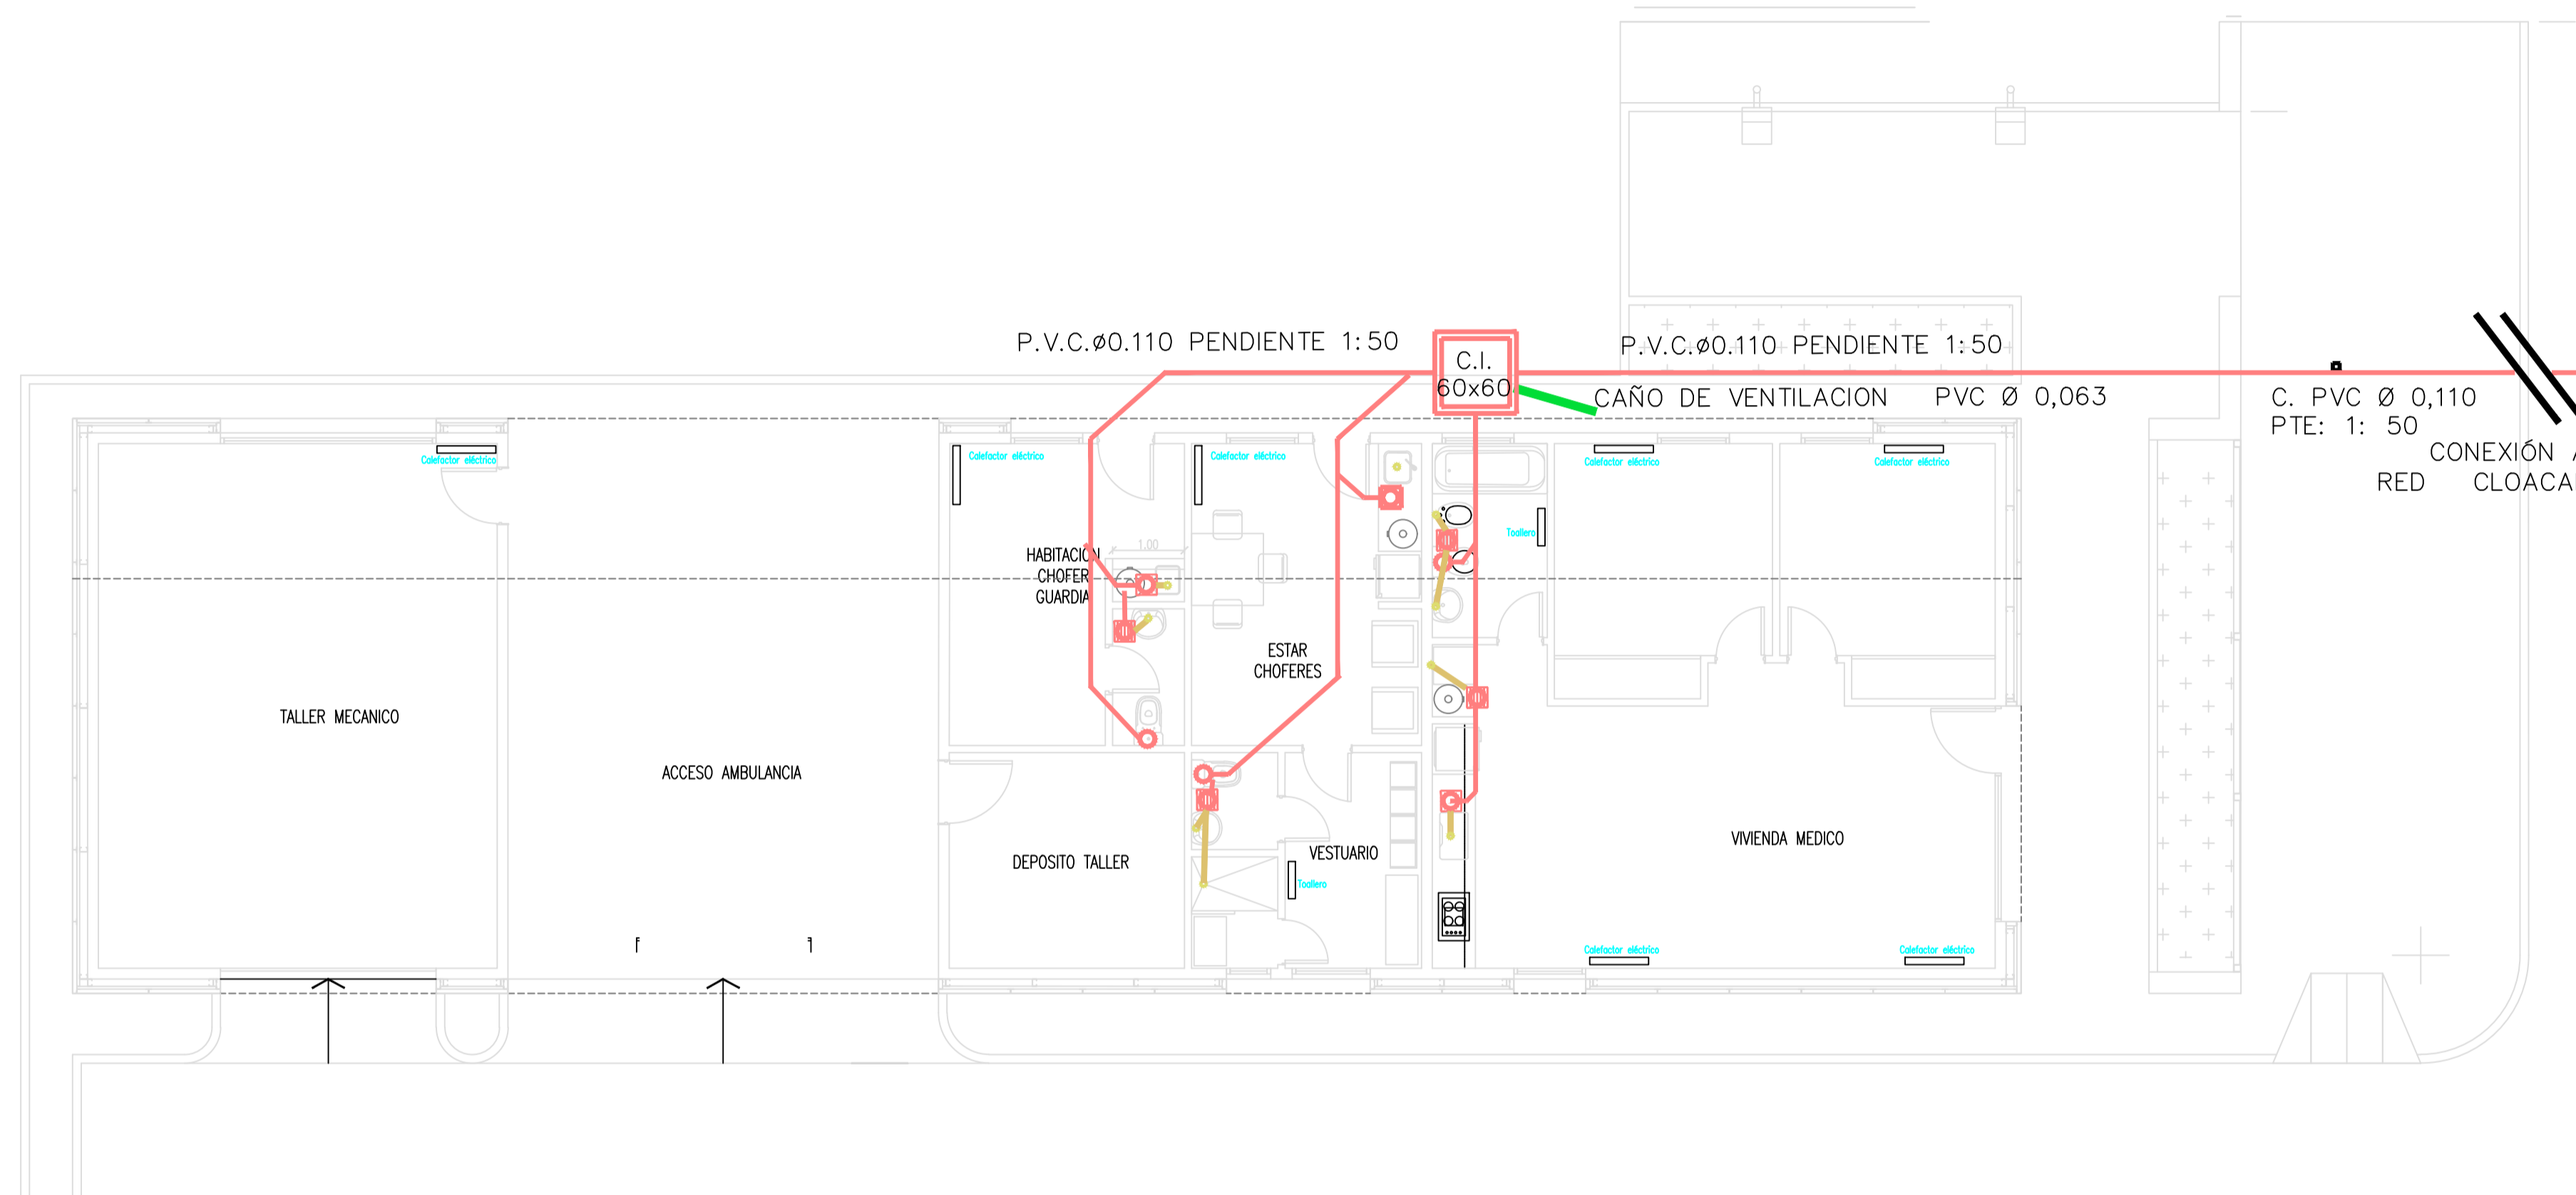 P.V.C.ø0.110 PENDIENTE 1:50
C.I.
60x60
P.V.C.ø0.110 PENDIENTE 1:50
CAÑO DE VENTILACION PVC Ø 0,063
C. PVC Ø 0,110
PTE: 1: 50
CONEXIÓN A
RED CLOACA
Calefactor eléctrico
Calefactor eléctrico
Calefactor eléctrico
Calefactor eléctrico
Calefactor eléctrico
Toallero
1.00
HABITACIÓN
CHOFER
GUARDIA
ESTAR
CHOFERES
TALLER MECANICO
ACCESO AMBULANCIA
DEPOSITO TALLER
VESTUARIO
Toallero
VIVIENDA MEDICO
Calefactor eléctrico
Calefactor eléctrico